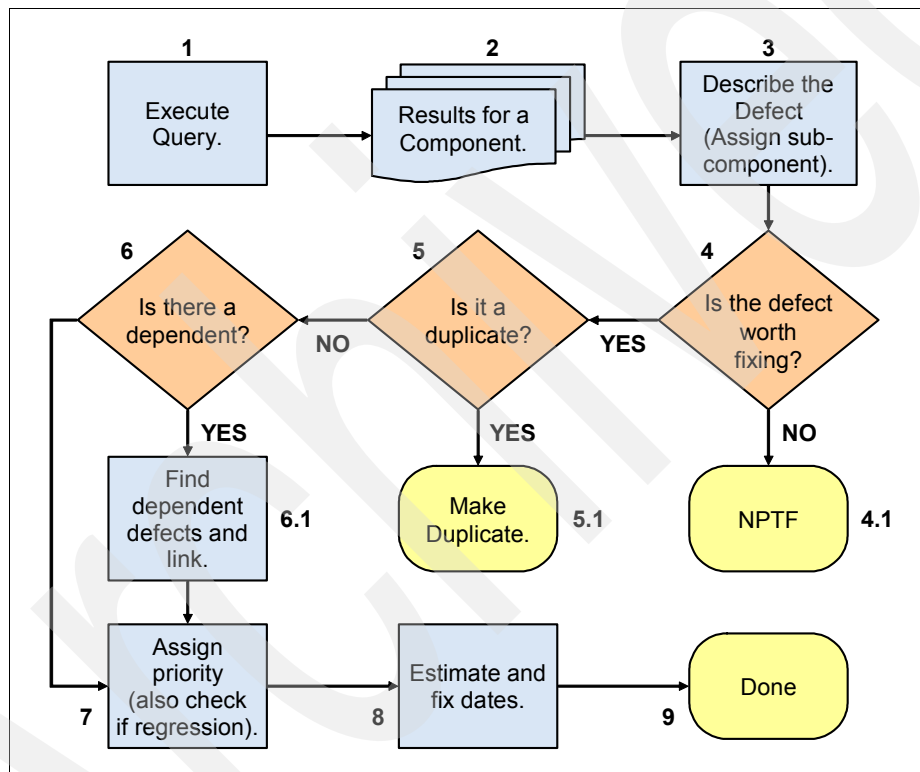 1
Execute
Query.
2
Results for a
Component.
3
Describe the
Defect
(Assign sub-
component).
4
Is the defect
worth
fixing?
YES
NO
NPTF
4.1
5
Is it a
duplicate?
NO
YES
Make
Duplicate.
5.1
6
Is there a
dependent?
YES
Find
dependent
defects and
link.
6.1
7
Assign
priority
(also check
if regression).
8
Estimate and
fix dates.
9
Done